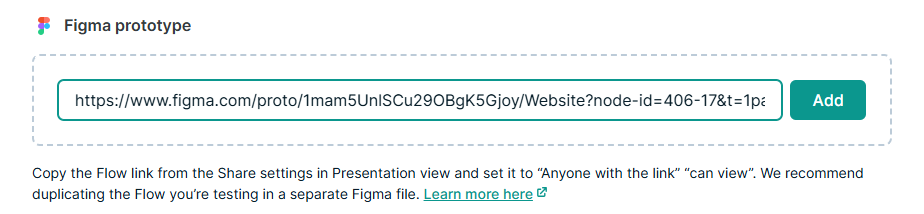 Figma prototype
https://www.figma.com/proto/1mam5UnlSCu29OBgK5Gjoy/Website?node-id=406-17&t=1pa
Add
Copy the Flow link from the Share settings in Presentation view and set it to “Anyone with the link” “can view”. We recommend
duplicating the Flow you’re testing in a separate Figma file. Learn more here